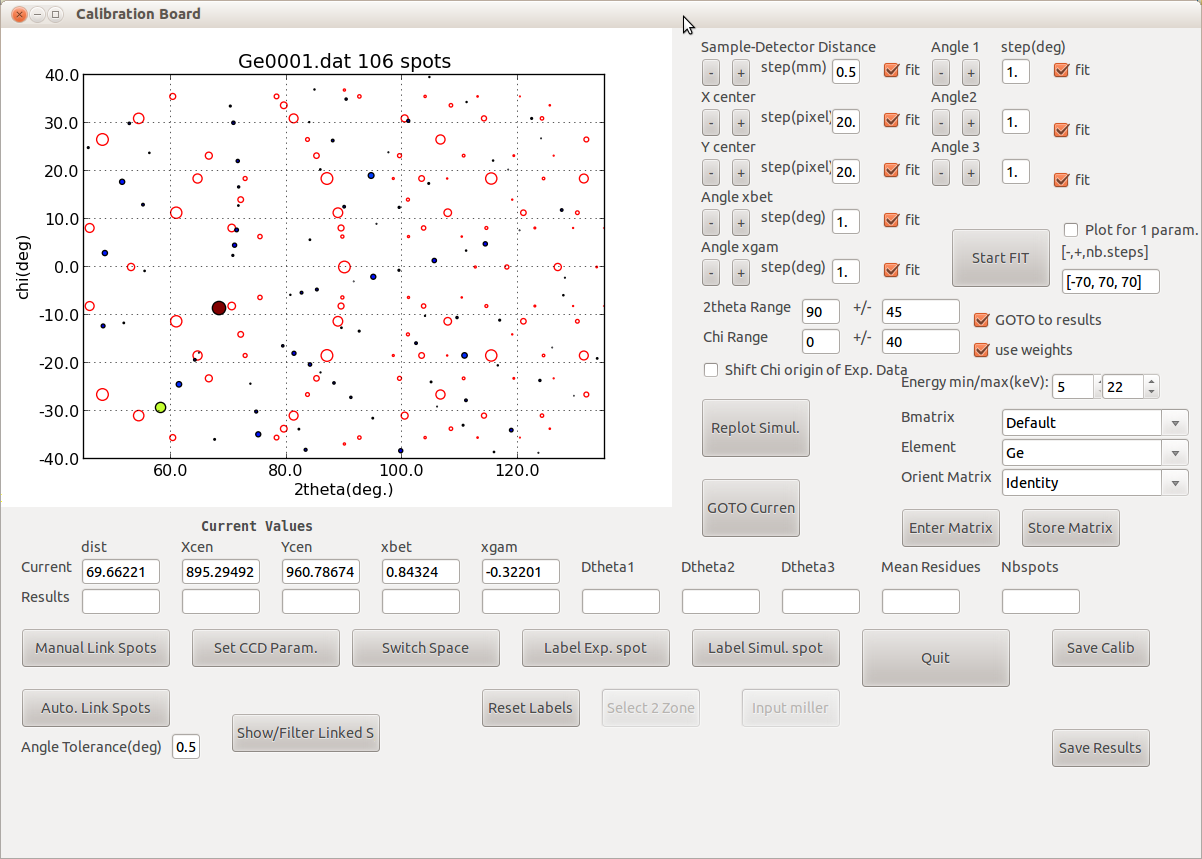 Calibration Board
Ge0001.dat 106 spots
40.0
30.0
20.0
10.0
0.0
-10.0
-20.0
-30.0
-40.0
chi(deg)
60.0 80.0 100.0 120.0
2theta(deg.)
Sample-Detector Distance Angle 1 step(deg)
- + step(mm) 0.5 fit - + 1. fit
X center Angle2
- + step(pixel) 20. fit - + 1. fit
Y center Angle 3
- + step(pixel) 20. fit - + 1. fit
Angle xbet
- + step(deg) 1. fit
Angle xgam
- + step(deg) 1. fit
Start FIT
Plot for 1 param.
[-,+,nb.steps]
[-70, 70, 70]
2theta Range 90 +/- 45 GOTO to results
Chi Range 0 +/- 40 use weights
Shift Chi origin of Exp. Data
Energy min/max(keV): 5 22
Replot Simul.
Bmatrix Default
Element Ge
Orient Matrix Identity
GOTO Curren
Enter Matrix Store Matrix
Current Values
dist Xcen Ycen xbet xgam
Current 69.66221 895.29492 960.78674 0.84324 -0.32201 Dtheta1 Dtheta2 Dtheta3 Mean Residues Nbspots
Results
Manual Link Spots Set CCD Param. Switch Space Label Exp. spot Label Simul. spot Quit Save Calib
Auto. Link Spots Reset Labels Select 2 Zone Input miller
Show/Filter Linked S
Angle Tolerance(deg) 0.5
Save Results